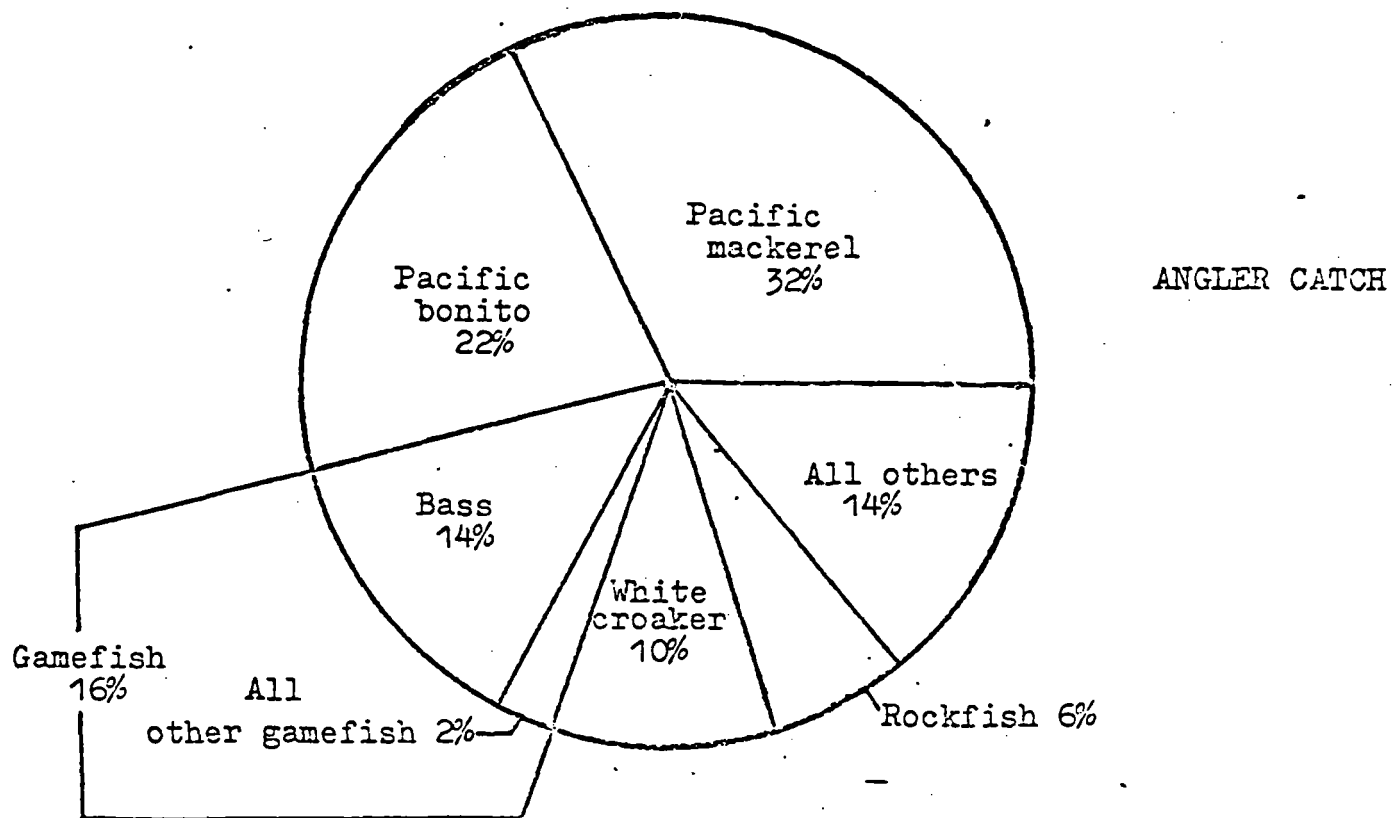 Pacific
mackerel
32%
ANGLER CATCH
Pacific
bonito
22%
All others
14%
Bass
14%
White
croaker
10%
Gamefish
16%
All
other gamefish 2%
Rockfish 6%